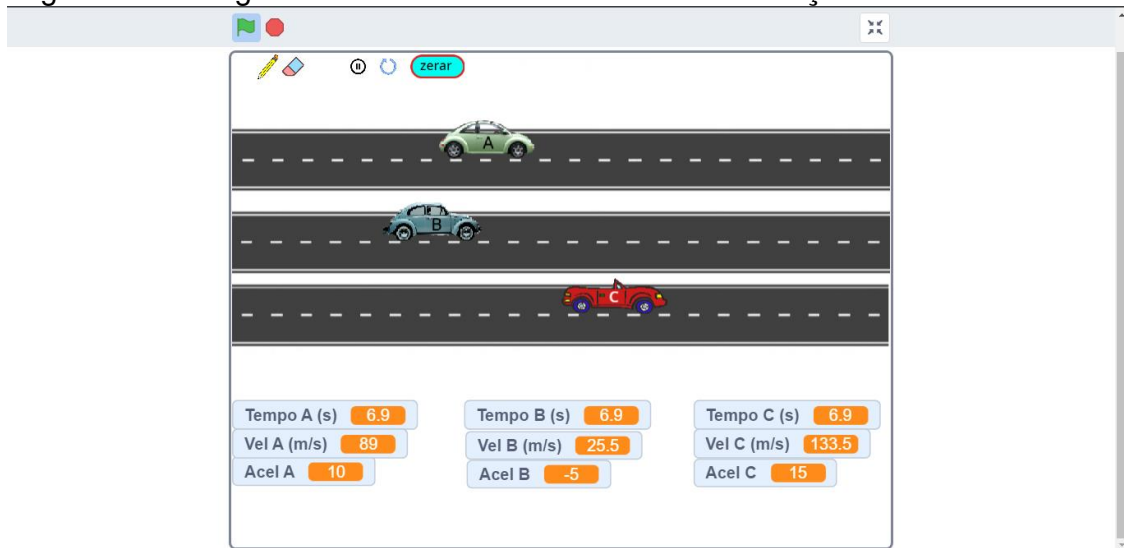 zerar
A
B
C
Tempo A (s) 6.9
Vel A (m/s) 89
Acel A 10
Tempo B (s) 6.9
Vel B (m/s) 25.5
Acel B -5
Tempo C (s) 6.9
Vel C (m/s) 133.5
Acel C 15